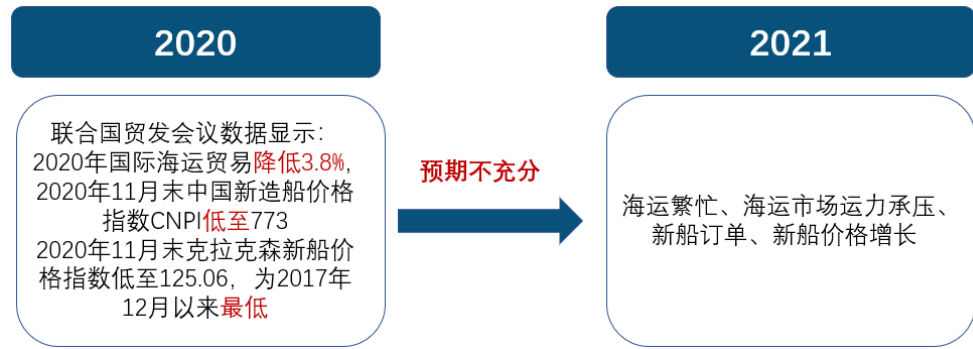 2020
联合国贸发会议数据显示：
2020年国际海运贸易降低3.8%，
2020年11月末中国新造船价格
指数CNPI低至773
2020年11月末克拉克森新船价
格指数低至125.06，为2017年
12月以来最低
预期不充分
2021
海运繁忙、海运市场运力承压、
新船订单、新船价格增长